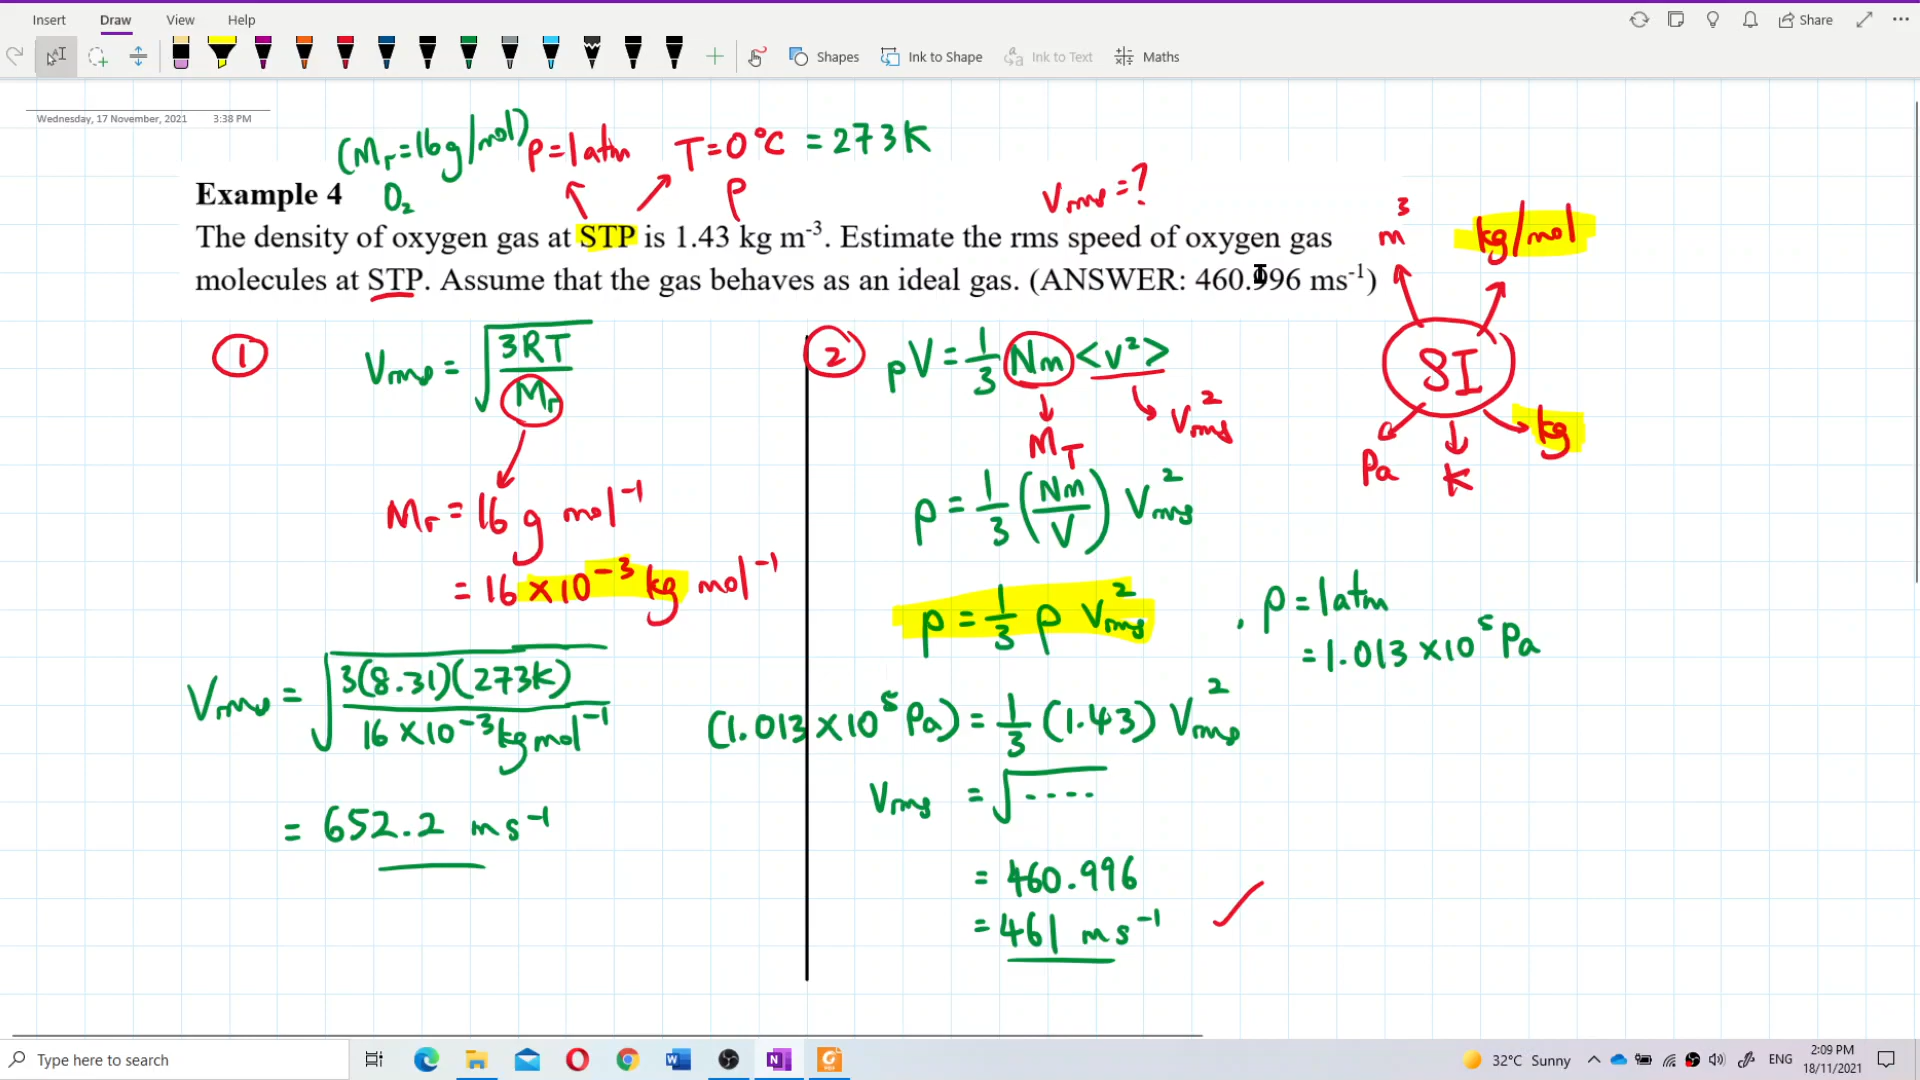 Insert Draw View Help
Share
Shapes Ink to Shape Ink to Text Maths
Wednesday, 17 November, 2021 3:38 PM
(Mr=16g/mol) P=1atm T=0°C = 273K
Example 4 O₂ ρ Vrms=?
The density of oxygen gas at STP is 1.43 kg m⁻³. Estimate the rms speed of oxygen gas
molecules at STP. Assume that the gas behaves as an ideal gas. (ANSWER: 460.996 ms⁻¹)
m³ kg/mol
SI
Pa K kg
①
Vrms = √(3RT/Mr)
Mr = 16 g mol⁻¹
= 16 ×10⁻³ kg mol⁻¹
Vrms = √(3(8.31)(273K)/16×10⁻³kgmol⁻¹)
= 652.2 ms⁻¹
②
pV = 1/3 Nm <v²>
M_T Vrms²
p = 1/3 (Nm/V) Vrms²
p = 1/3 ρ Vrms²
, P = 1atm
= 1.013 ×10⁵ Pa
(1.013 ×10⁵ Pa) = 1/3 (1.43) Vrms²
Vrms = √----
= 460.996
= 461 ms⁻¹
Type here to search
32°C Sunny
ENG
2:09 PM
18/11/2021